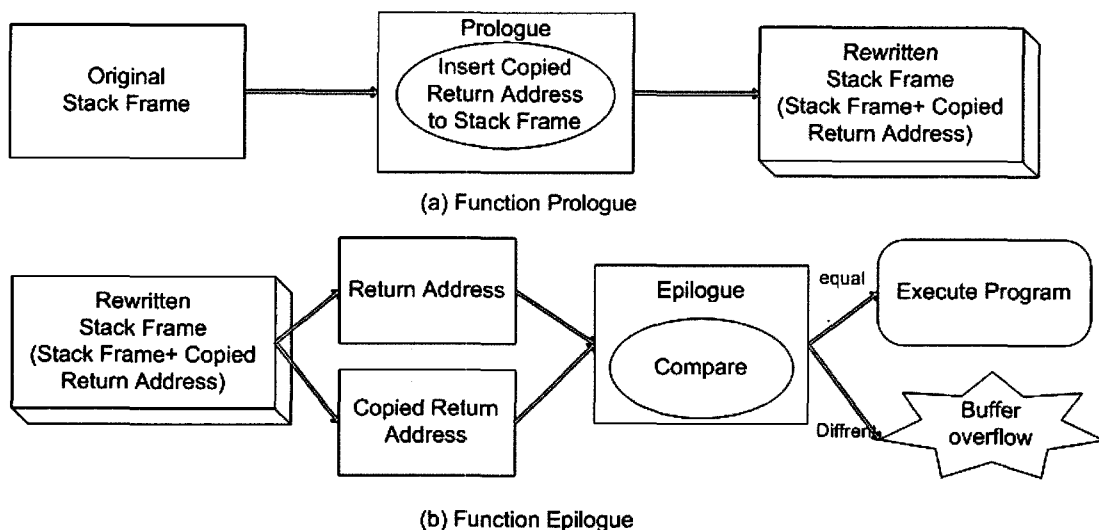 Original
Stack Frame
Prologue
Insert Copied
Return Address
to Stack Frame
Rewritten
Stack Frame
(Stack Frame+ Copied
Return Address)
(a) Function Prologue
Rewritten
Stack Frame
(Stack Frame+ Copied
Return Address)
Return Address
Copied Return
Address
Epilogue
Compare
equal
Execute Program
Diffren
Buffer
overflow
(b) Function Epilogue